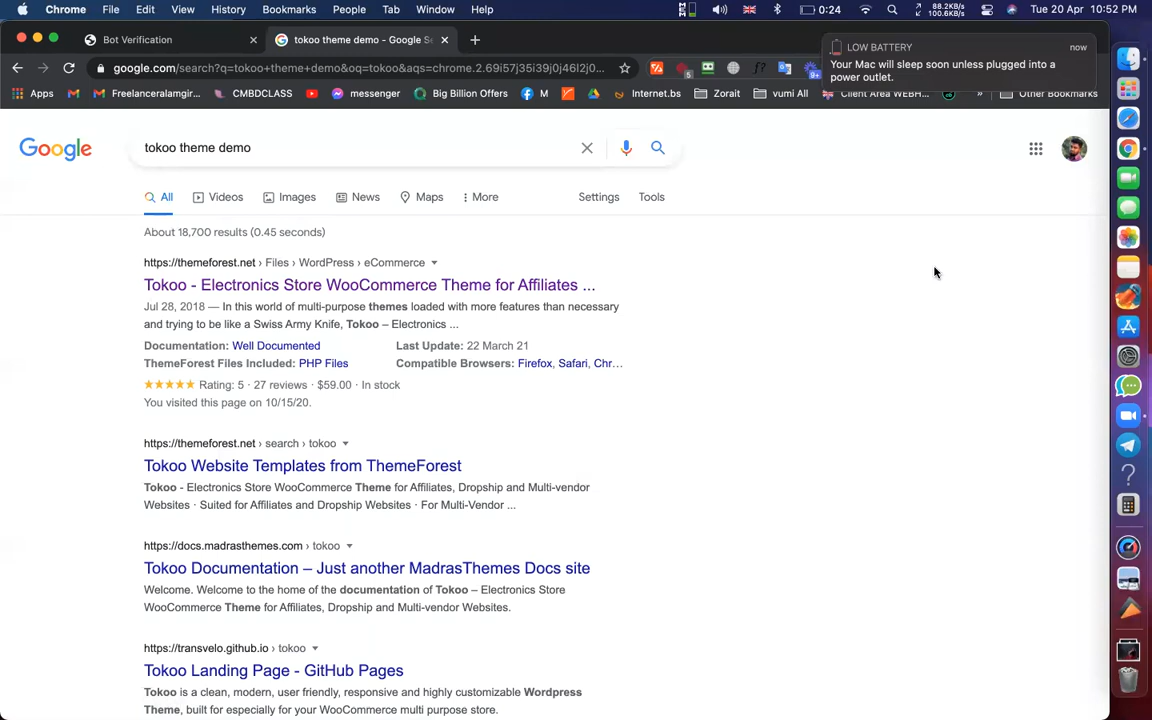 Chrome File Edit View History Bookmarks People Tab Window Help 0:24 88.2KB/s 100.6KB/s Tue 20 Apr 10:52 PM
Bot Verification tokoo theme demo - Google Se
LOW BATTERY now
Your Mac will sleep soon unless plugged into a
power outlet.
google.com/search?q=tokoo+theme+demo&oq=tokoo&aqs=chrome.2.69i57j35i39j0j46l2j0... 5 f? 9+
Apps Freelanceralamgir... CMBDCLASS messenger Big Billion Offers M Internet.bs Zorait vumi All Client Area WEBH... » Other Bookmarks
Google tokoo theme demo
All Videos Images News Maps More Settings Tools
About 18,700 results (0.45 seconds)
https://themeforest.net › Files › WordPress › eCommerce
Tokoo - Electronics Store WooCommerce Theme for Affiliates ...
Jul 28, 2018 — In this world of multi-purpose themes loaded with more features than necessary
and trying to be like a Swiss Army Knife, Tokoo – Electronics ...
Documentation: Well Documented Last Update: 22 March 21
ThemeForest Files Included: PHP Files Compatible Browsers: Firefox, Safari, Chr...
Rating: 5 · 27 reviews · $59.00 · In stock
You visited this page on 10/15/20.
https://themeforest.net › search › tokoo
Tokoo Website Templates from ThemeForest
Tokoo - Electronics Store WooCommerce Theme for Affiliates, Dropship and Multi-vendor
Websites · Suited for Affiliates and Dropship Websites · For Multi-Vendor ...
https://docs.madrasthemes.com › tokoo
Tokoo Documentation – Just another MadrasThemes Docs site
Welcome. Welcome to the home of the documentation of Tokoo – Electronics Store
WooCommerce Theme for Affiliates, Dropship and Multi-vendor Websites.
https://transvelo.github.io › tokoo
Tokoo Landing Page - GitHub Pages
Tokoo is a clean, modern, user friendly, responsive and highly customizable Wordpress
Theme, built for especially for your WooCommerce multi purpose store.